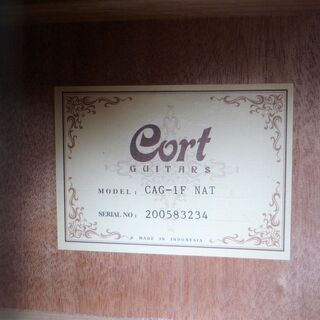 Cort
GUITARS
MODEL: CAG-1F NAT
SERIAL NO: 200583234
MADE IN INDONESIA